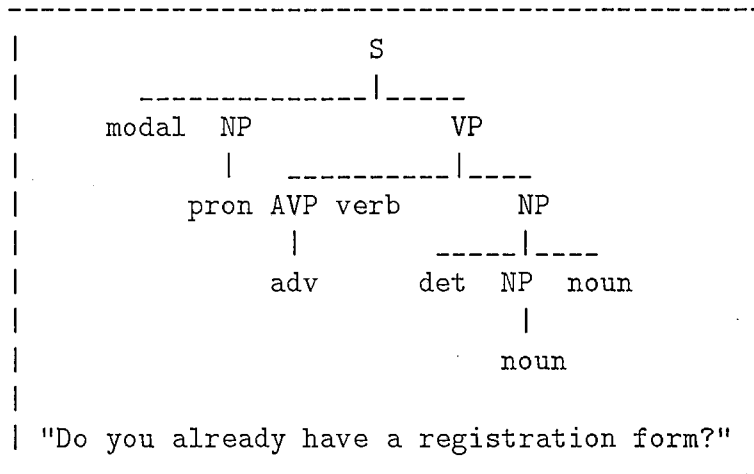 S
modal NP VP
pron AVP verb NP
adv det NP noun
noun
"Do you already have a registration form?"